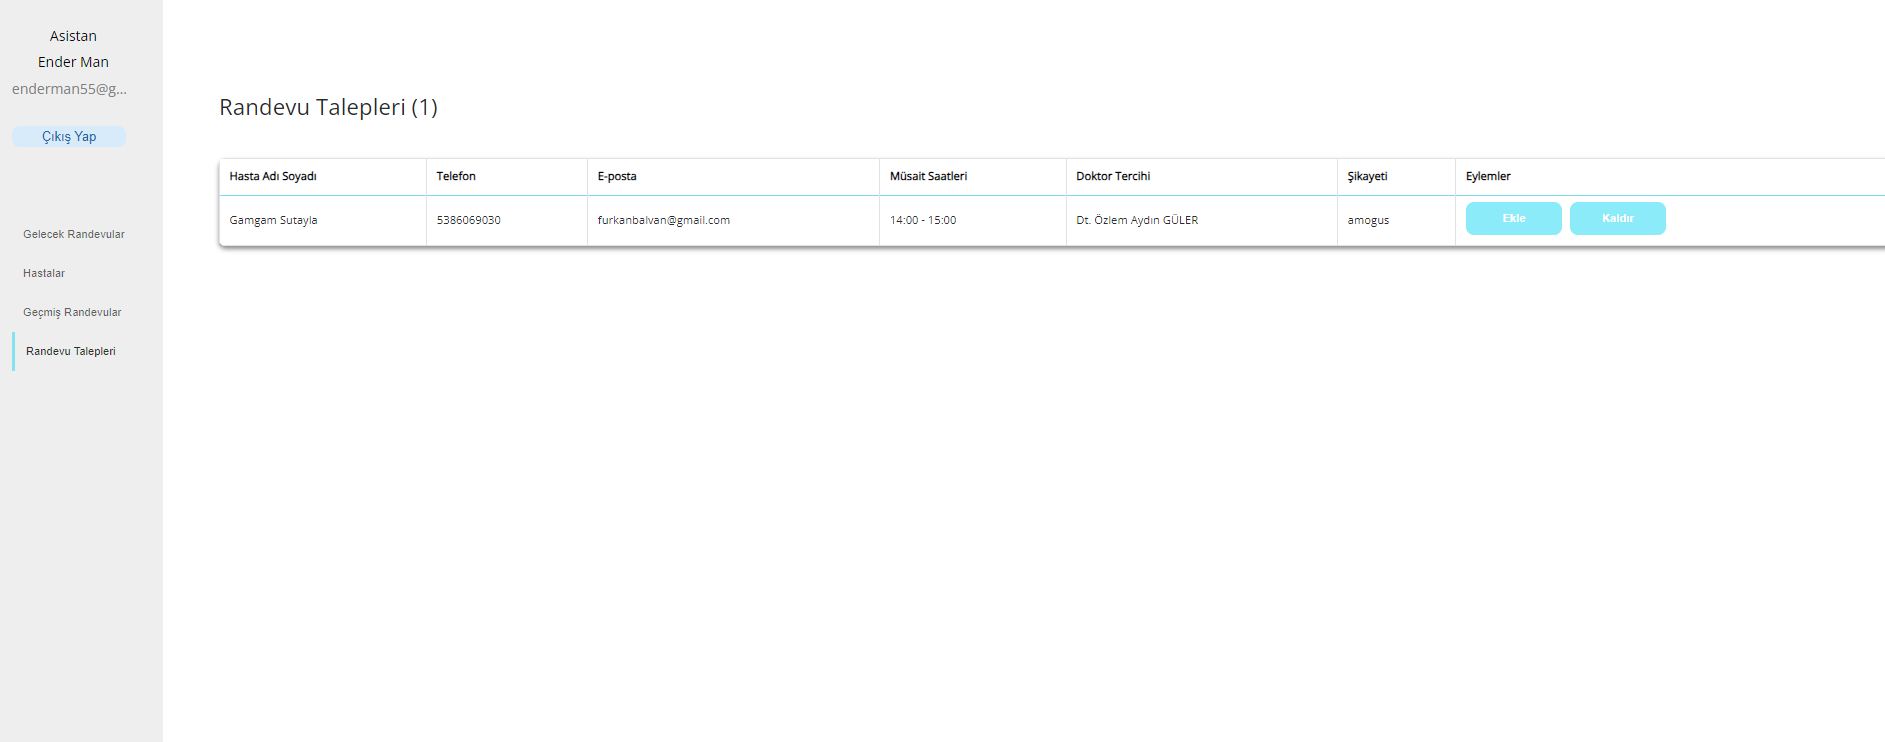 Asistan
Ender Man
enderman55@g...
Çıkış Yap
Gelecek Randevular
Hastalar
Geçmiş Randevular
Randevu Talepleri
Randevu Talepleri (1)
Hasta Adı Soyadı Telefon E-posta Müsait Saatleri Doktor Tercihi Şikayeti Eylemler
Gamgam Sutayla 5386069030 furkanbalvan@gmail.com 14:00 - 15:00 Dt. Özlem Aydın GÜLER amogus Ekle Kaldır